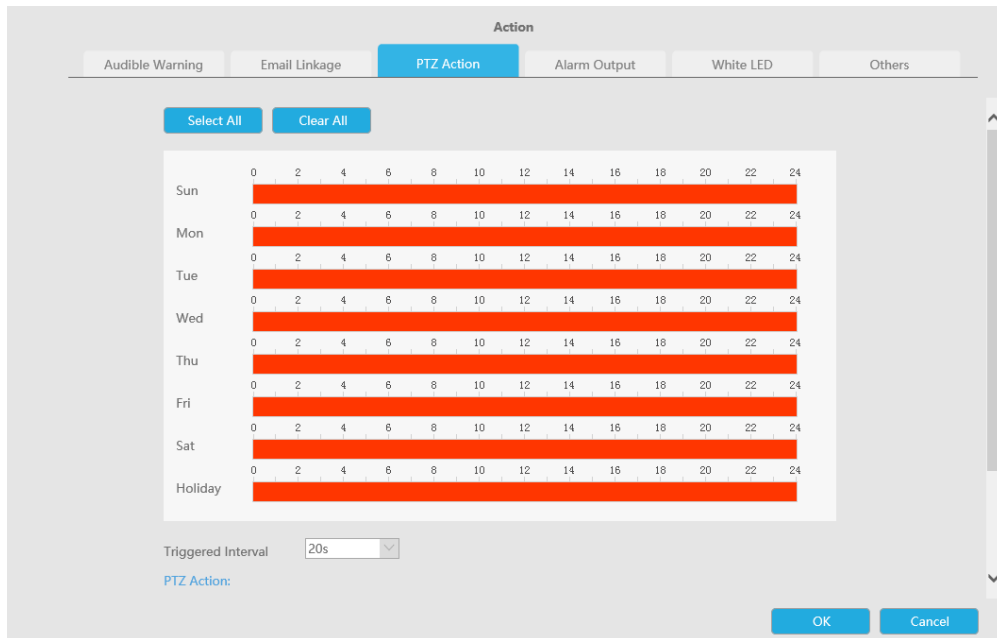 Action
Audible Warning Email Linkage PTZ Action Alarm Output White LED Others
Select All Clear All
0 2 4 6 8 10 12 14 16 18 20 22 24
Sun
0 2 4 6 8 10 12 14 16 18 20 22 24
Mon
0 2 4 6 8 10 12 14 16 18 20 22 24
Tue
0 2 4 6 8 10 12 14 16 18 20 22 24
Wed
0 2 4 6 8 10 12 14 16 18 20 22 24
Thu
0 2 4 6 8 10 12 14 16 18 20 22 24
Fri
0 2 4 6 8 10 12 14 16 18 20 22 24
Sat
0 2 4 6 8 10 12 14 16 18 20 22 24
Holiday
Triggered Interval 20s
PTZ Action:
OK Cancel